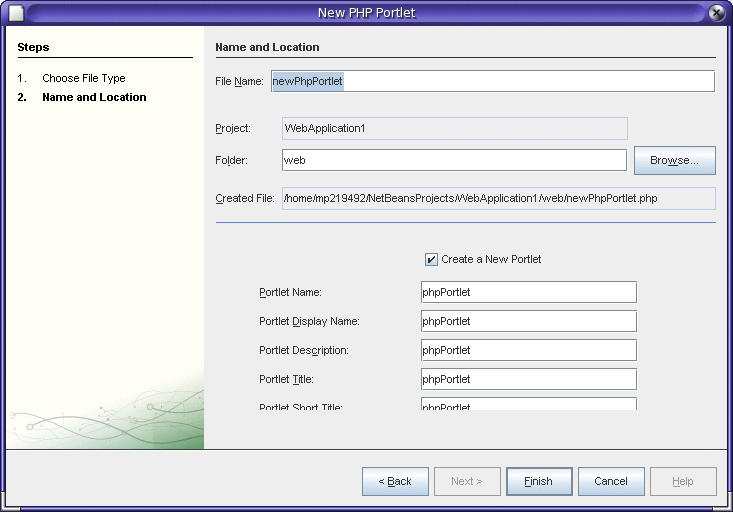 New PHP Portlet
Steps
1. Choose File Type
2. Name and Location
Name and Location
File Name: newPhpPortlet
Project: WebApplication1
Folder: web Browse...
Created File: /home/mp219492/NetBeansProjects/WebApplication1/web/newPhpPortlet.php
Create a New Portlet
Portlet Name: phpPortlet
Portlet Display Name: phpPortlet
Portlet Description: phpPortlet
Portlet Title: phpPortlet
Portlet Short Title: phpPortlet
< Back Next > Finish Cancel Help